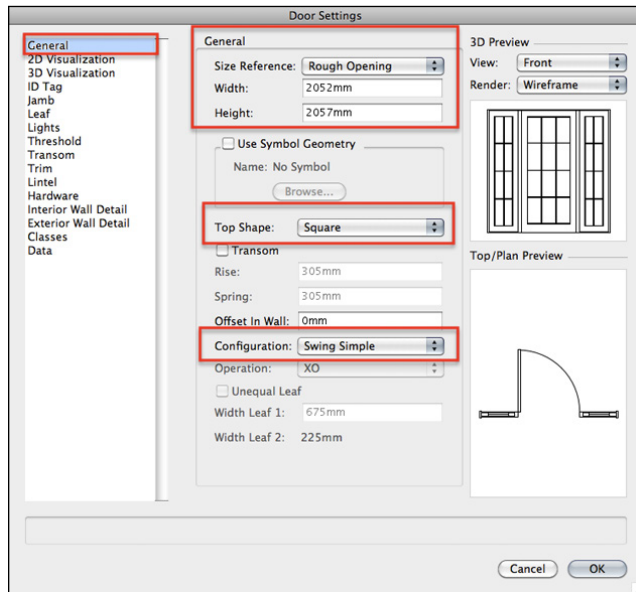 Door Settings
General
2D Visualization
3D Visualization
ID Tag
Jamb
Leaf
Lights
Threshold
Transom
Trim
Lintel
Hardware
Interior Wall Detail
Exterior Wall Detail
Classes
Data
General
Size Reference: Rough Opening
Width: 2052mm
Height: 2057mm
Use Symbol Geometry
Name: No Symbol
Browse...
Top Shape: Square
Transom
Rise: 305mm
Spring: 305mm
Offset In Wall: 0mm
Configuration: Swing Simple
Operation: XO
Unequal Leaf
Width Leaf 1: 675mm
Width Leaf 2: 225mm
3D Preview
View: Front
Render: Wireframe
Top/Plan Preview
Cancel OK